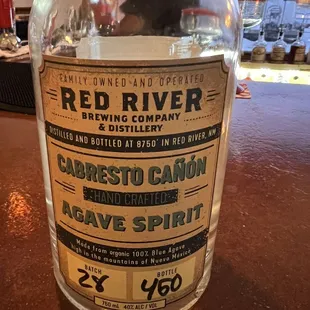 FAMILY OWNED AND OPERATED
RED RIVER
BREWING COMPANY
& DISTILLERY
DISTILLED AND BOTTLED AT 8750' IN RED RIVER, NM
CABRESTO CAÑÓN
HAND CRAFTED
AGAVE SPIRIT
Made from organic 100% Blue Agave
high in the mountains of Nuevo México
BATCH BOTTLE
28 460
750 ml 40% ALC / VOL